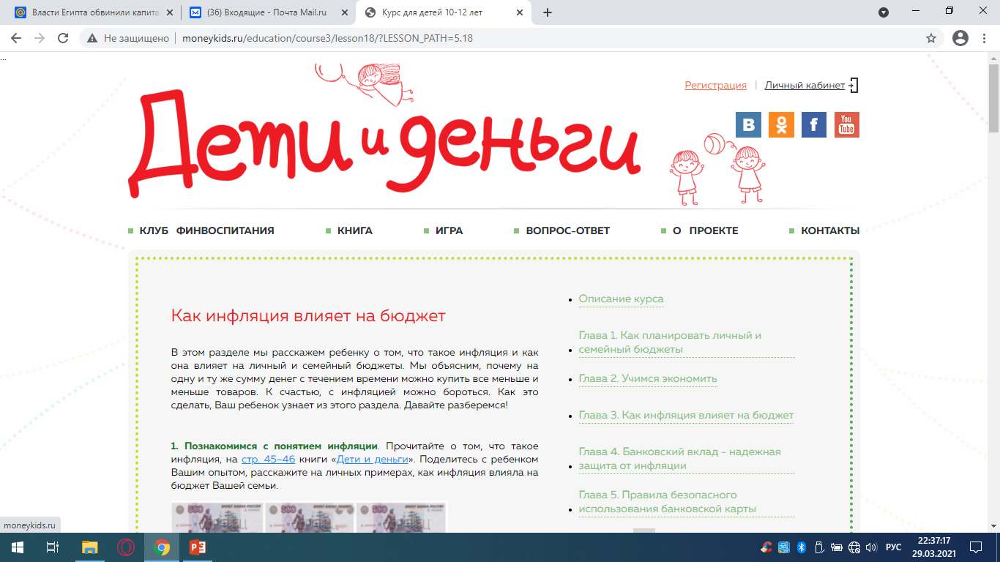 Власти Египта обвинили капита
(36) Входящие - Почта Mail.ru
Курс для детей 10-12 лет
Не защищено
moneykids.ru/education/course3/lesson18/?LESSON_PATH=5.18
...
Регистрация
Личный кабинет
B
f
You
Tube
Дети и деньги
КЛУБ ФИНВОСПИТАНИЯ
КНИГА
ИГРА
ВОПРОС-ОТВЕТ
О ПРОЕКТЕ
КОНТАКТЫ
Как инфляция влияет на бюджет
В этом разделе мы расскажем ребенку о том, что такое инфляция и как
она влияет на личный и семейный бюджеты. Мы объясним, почему на
одну и ту же сумму денег с течением времени можно купить все меньше и
меньше товаров. К счастью, с инфляцией можно бороться. Как это
сделать, Ваш ребенок узнает из этого раздела. Давайте разберемся!
1. Познакомимся с понятием инфляции. Прочитайте о том, что такое
инфляция, на стр. 45–46 книги «Дети и деньги». Поделитесь с ребенком
Вашим опытом, расскажите на личных примерах, как инфляция влияла на
бюджет Вашей семьи.
Описание курса
Глава 1. Как планировать личный и
семейный бюджеты
Глава 2. Учимся экономить
Глава 3. Как инфляция влияет на бюджет
Глава 4. Банковский вклад - надежная
защита от инфляции
Глава 5. Правила безопасного
использования банковской карты
moneykids.ru
РУС
22:37:17
29.03.2021